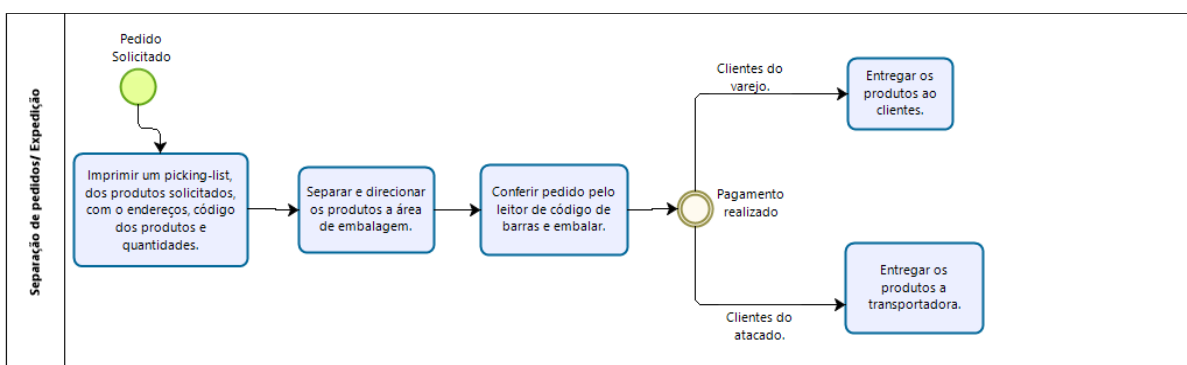 Separação de pedidos/ Expedição
Pedido
Solicitado
Imprimir um picking-list,
dos produtos solicitados,
com o endereços, código
dos produtos e
quantidades.
Separar e direcionar
os produtos a área
de embalagem.
Conferir pedido pelo
leitor de código de
barras e embalar.
Pagamento
realizado
Clientes do
varejo.
Entregar os
produtos ao
clientes.
Clientes do
atacado.
Entregar os
produtos a
transportadora.